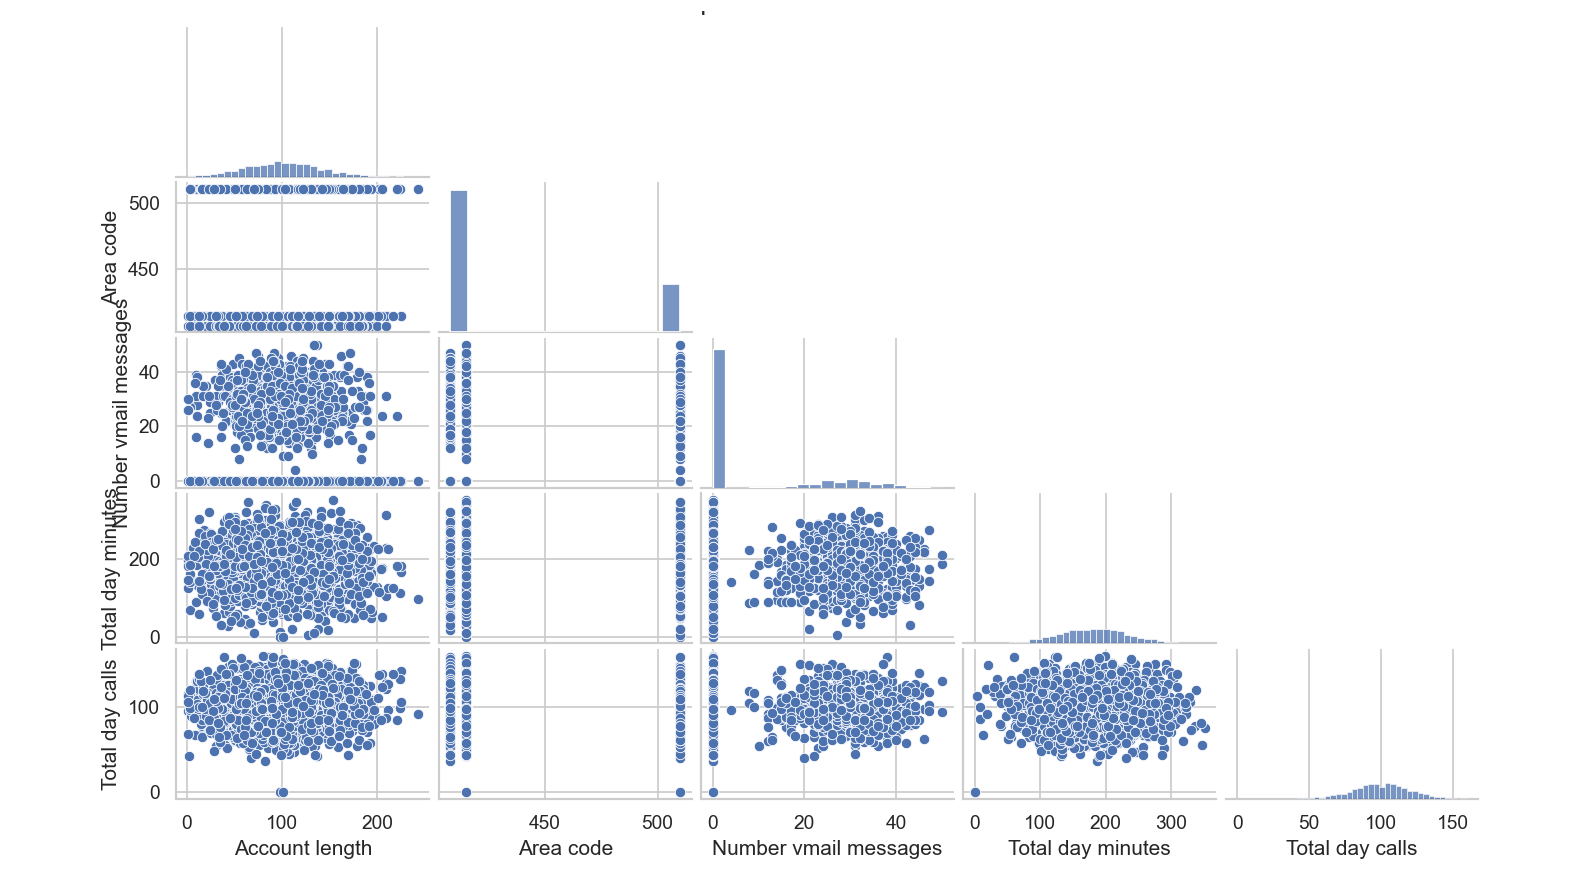 500
450
Area code
40
20
0
Number vmail messages
200
0
Total day minutes
100
0
Total day calls
0 100 200
450 500
0 20 40
0 100 200 300
0 50 100 150
Account length
Area code
Number vmail messages
Total day minutes
Total day calls